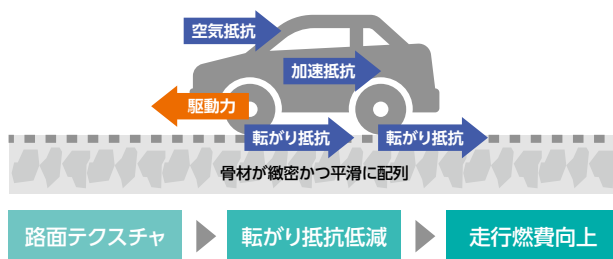 空気抵抗
加速抵抗
駆動力
転がり抵抗
転がり抵抗
骨材が緻密かつ平滑に配列
路面テクスチャ
転がり抵抗低減
走行燃費向上